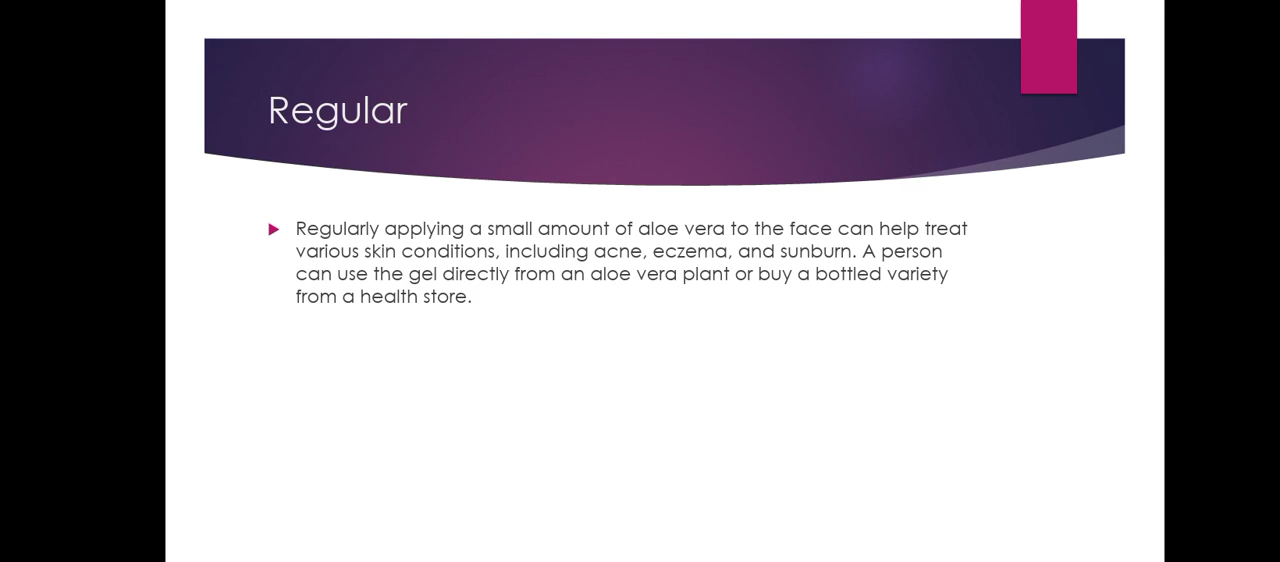 Regular
Regularly applying a small amount of aloe vera to the face can help treat
various skin conditions, including acne, eczema, and sunburn. A person
can use the gel directly from an aloe vera plant or buy a bottled variety
from a health store.